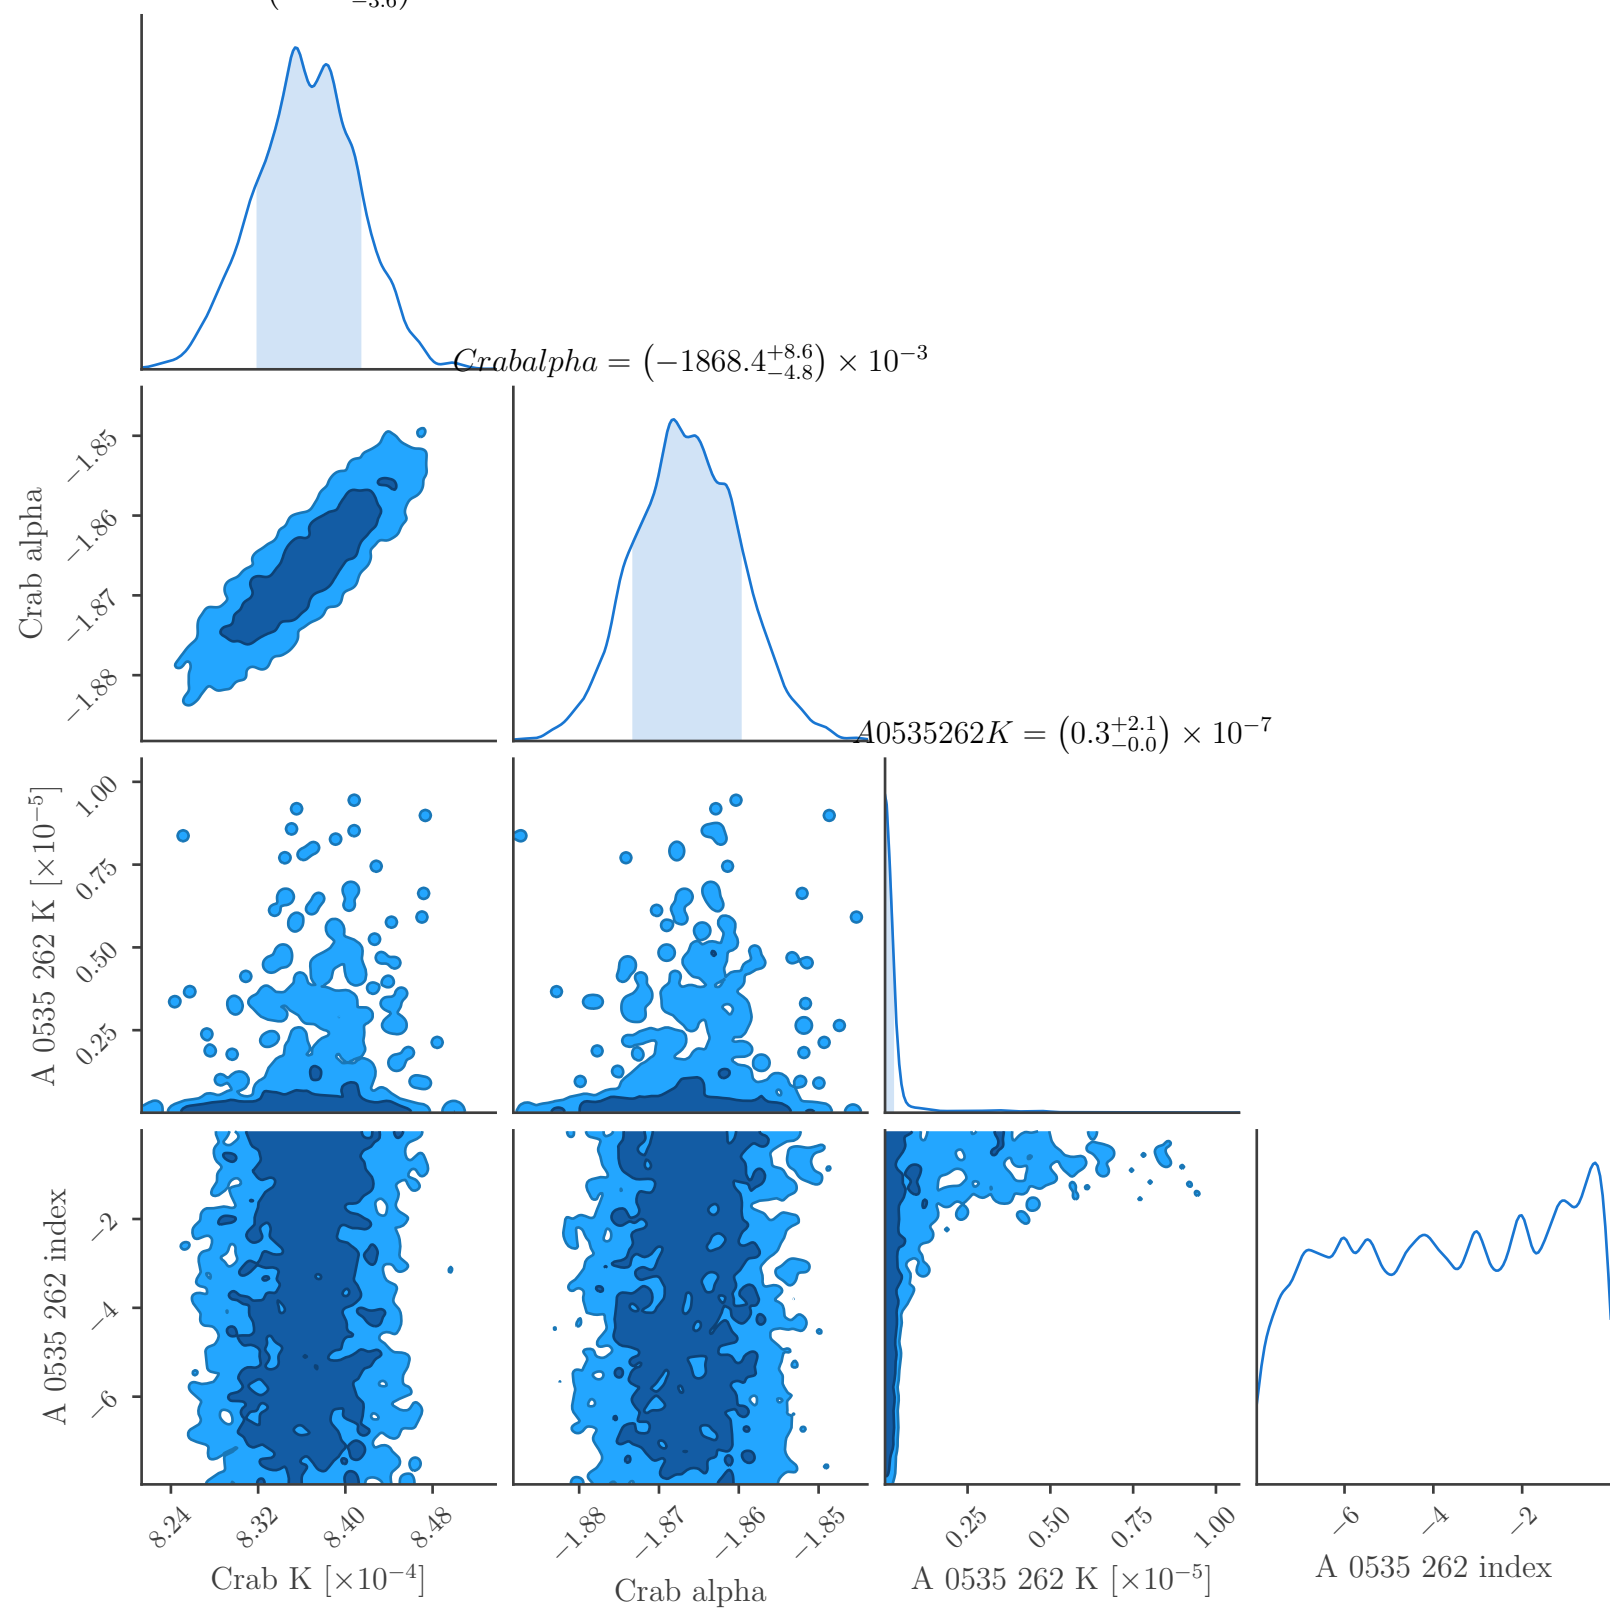 −3.6)
Crabalpha = (−1868.4 +8.6 −4.8) × 10−3
−1.85
−1.86
−1.87
−1.88
Crab alpha
A0535262K = (0.3 +2.1 −0.0) × 10−7
1.00
0.75
0.50
0.25
A 0535 262 K [×10−5]
−2
−4
−6
A 0535 262 index
8.24 8.32 8.40 8.48
−1.88 −1.87 −1.86 −1.85
0.25 0.50 0.75 1.00
−6 −4 −2
Crab K [×10−4]
Crab alpha
A 0535 262 K [×10−5]
A 0535 262 index